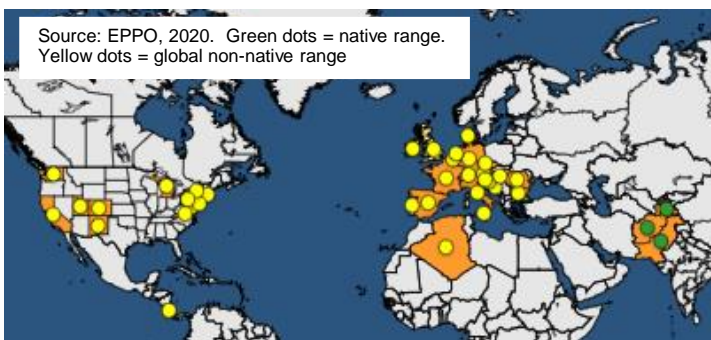 Source: EPPO, 2020.  Green dots = native range.
Yellow dots = global non-native range